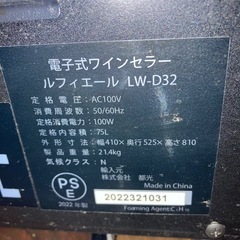 電子式ワインセラー
ルフィエール LW-D32
定格電圧：AC100V
消費周波数：50/60Hz
定格消費電力：100W
定格内容積：75L
外形寸法：幅410×奥行525×高さ810
重量：21.4kg
気候クラス：N
輸入元
株式会社 都光
Made in China
PS
E
2022年製
2022321031
Foaming Agent:C₅H₁₀